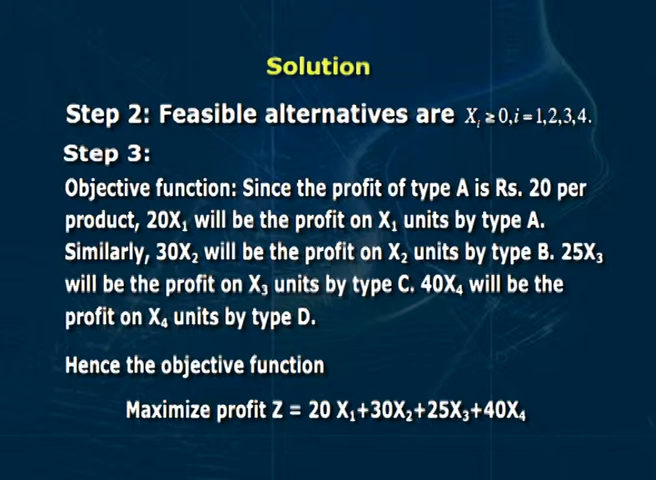 Solution
Step 2: Feasible alternatives are Xᵢ ≥ 0, i = 1,2,3,4.
Step 3:
Objective function: Since the profit of type A is Rs. 20 per
product, 20X₁ will be the profit on X₁ units by type A.
Similarly, 30X₂ will be the profit on X₂ units by type B. 25X₃
will be the profit on X₃ units by type C. 40X₄ will be the
profit on X₄ units by type D.
Hence the objective function
Maximize profit Z = 20 X₁+30X₂+25X₃+40X₄